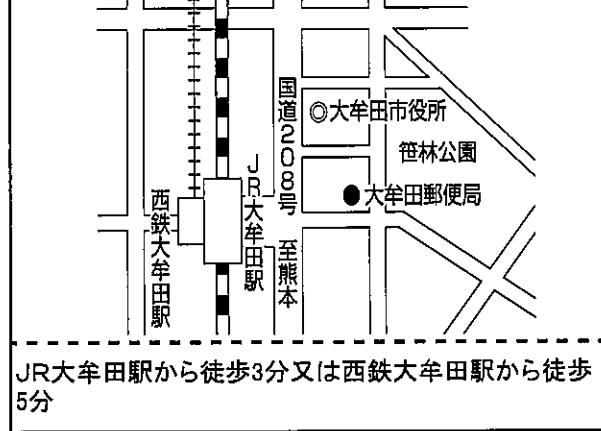 国道208号
◎大牟田市役所
笹林公園
●大牟田郵便局
JR大牟田駅
西鉄大牟田駅
至熊本
JR大牟田駅から徒歩3分又は西鉄大牟田駅から徒歩
5分